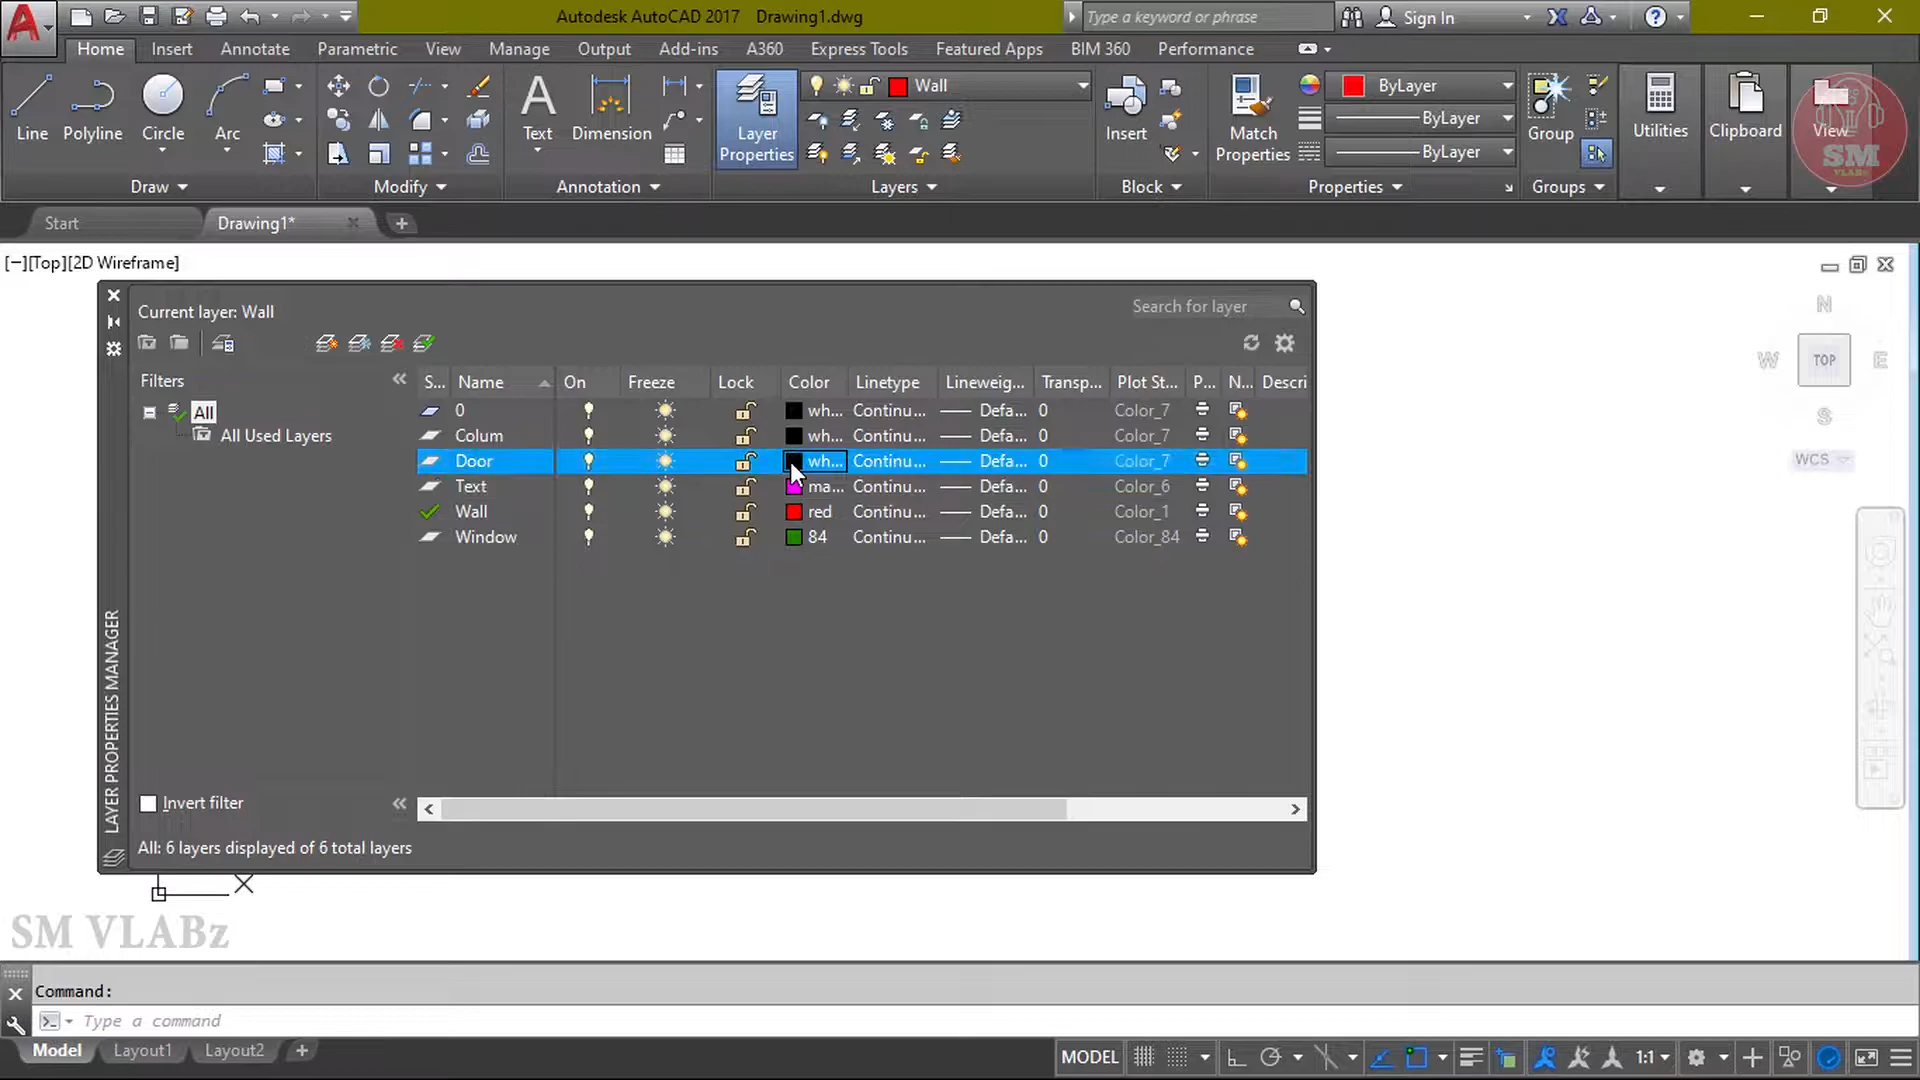 Autodesk AutoCAD 2017 Drawing1.dwg
Type a keyword or phrase
Sign In
Home Insert Annotate Parametric View Manage Output Add-ins A360 Express Tools Featured Apps BIM 360 Performance
Wall
ByLayer
ByLayer
ByLayer
Line Polyline Circle Arc
Text Dimension
Layer Properties
Insert
Match Properties
Group
Utilities
Clipboard
View
SM
VLABz
Draw Modify Annotation Layers Block Properties Groups
Start Drawing1*
[−][Top][2D Wireframe]
N
W TOP E
S
WCS
Current layer: Wall
Search for layer
Filters
All
All Used Layers
S... Name On Freeze Lock Color Linetype Lineweig... Transp... Plot St... P... N... Descri
0 wh... Continu... Defa... 0 Color_7
Colum wh... Continu... Defa... 0 Color_7
Door wh... Continu... Defa... 0 Color_7
Text ma... Continu... Defa... 0 Color_6
Wall red Continu... Defa... 0 Color_1
Window 84 Continu... Defa... 0 Color_84
Invert filter
All: 6 layers displayed of 6 total layers
LAYER PROPERTIES MANAGER
X
SM VLABz
Command:
Type a command
Model Layout1 Layout2
MODEL
1:1